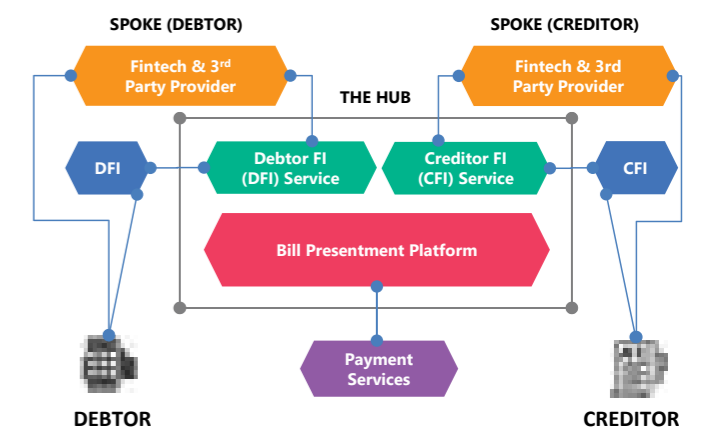 SPOKE (DEBTOR)
SPOKE (CREDITOR)
Fintech & 3rd
Party Provider
Fintech & 3rd
Party Provider
THE HUB
DFI
Debtor FI
(DFI) Service
Creditor FI
(CFI) Service
CFI
Bill Presentment Platform
Payment
Services
DEBTOR
CREDITOR